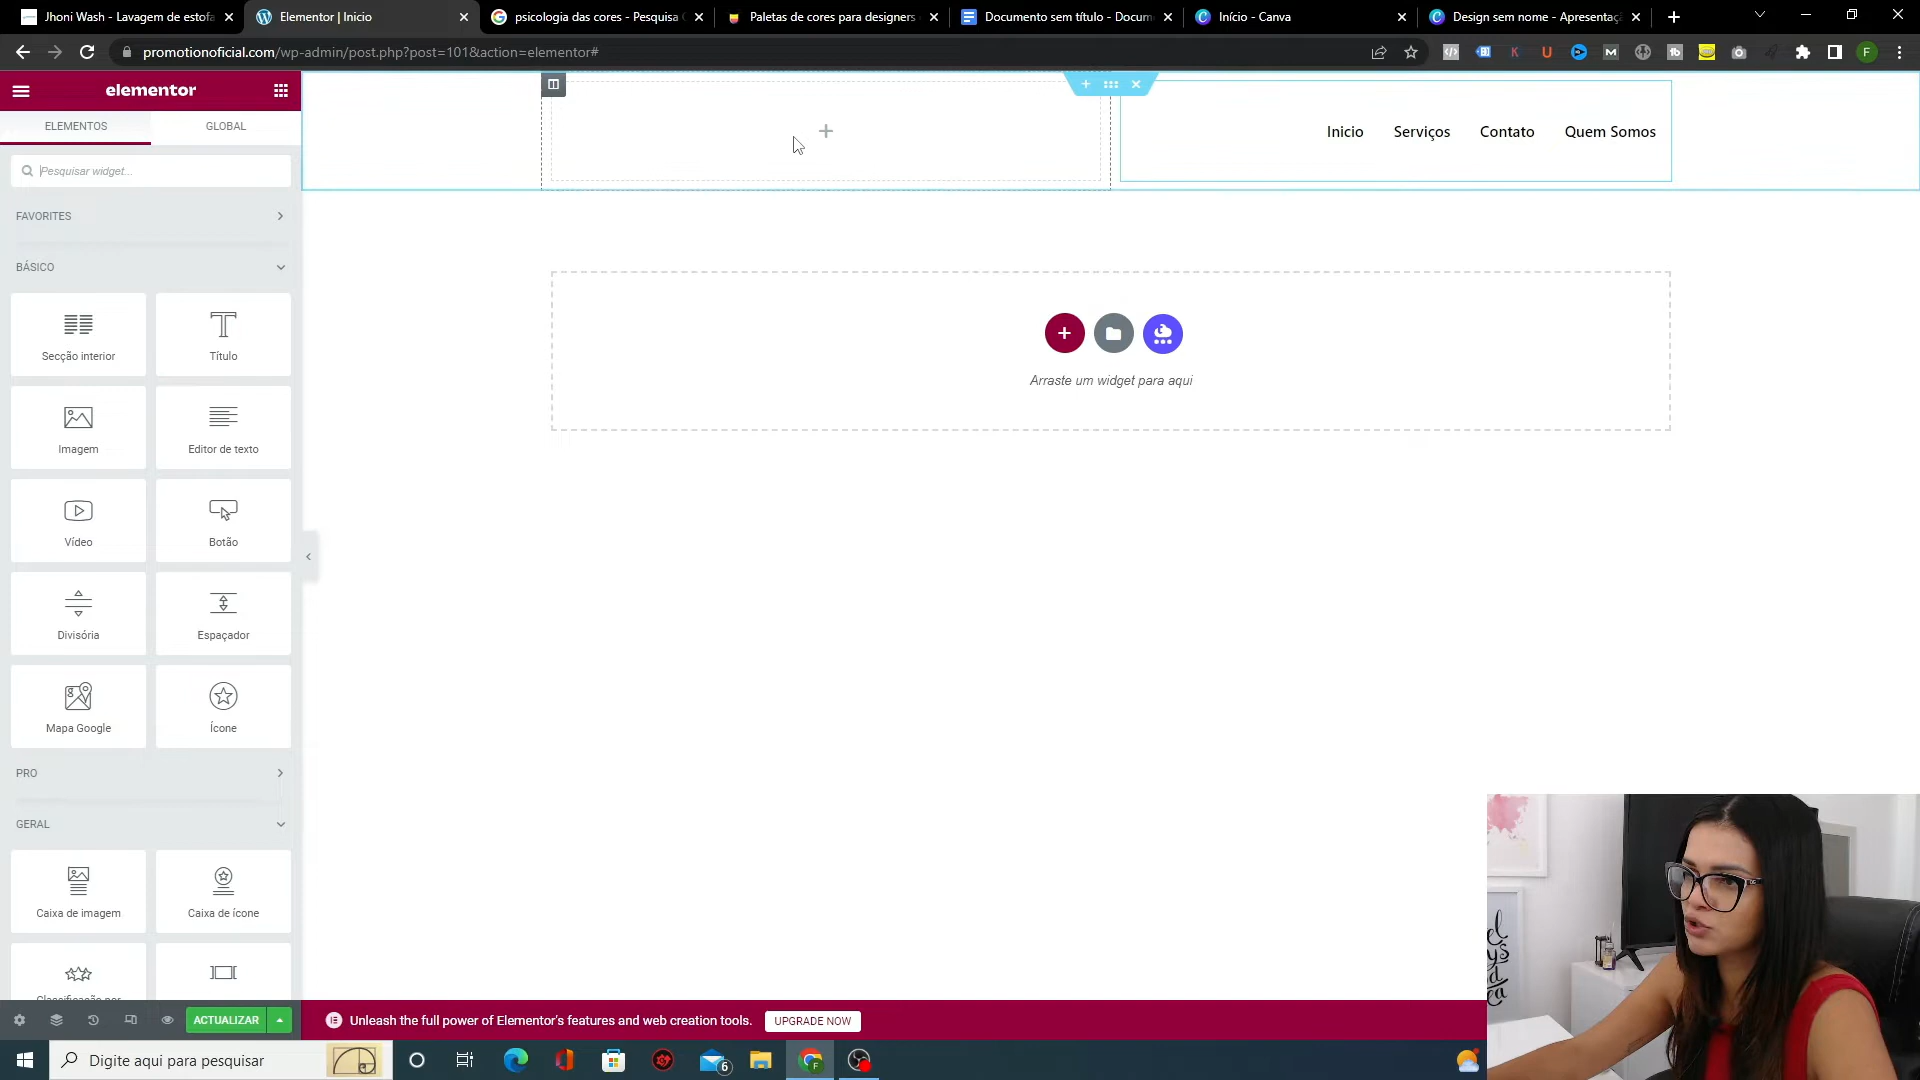 Jhoni Wash - Lavagem de estofa
Elementor | Inicio
psicologia das cores - Pesquisa
Paletas de cores para designers
Documento sem título - Docum
Início - Canva
Design sem nome - Apresentaç
promotionoficial.com/wp-admin/post.php?post=101&action=elementor#
elementor
ELEMENTOS
GLOBAL
Pesquisar widget...
FAVORITES
BÁSICO
Secção interior
Título
Imagem
Editor de texto
Vídeo
Botão
Divisória
Espaçador
Mapa Google
Ícone
PRO
GERAL
Caixa de imagem
Caixa de ícone
Classificação por
Inicio
Serviços
Contato
Quem Somos
Arraste um widget para aqui
ACTUALIZAR
Unleash the full power of Elementor's features and web creation tools.
UPGRADE NOW
Digite aqui para pesquisar
6